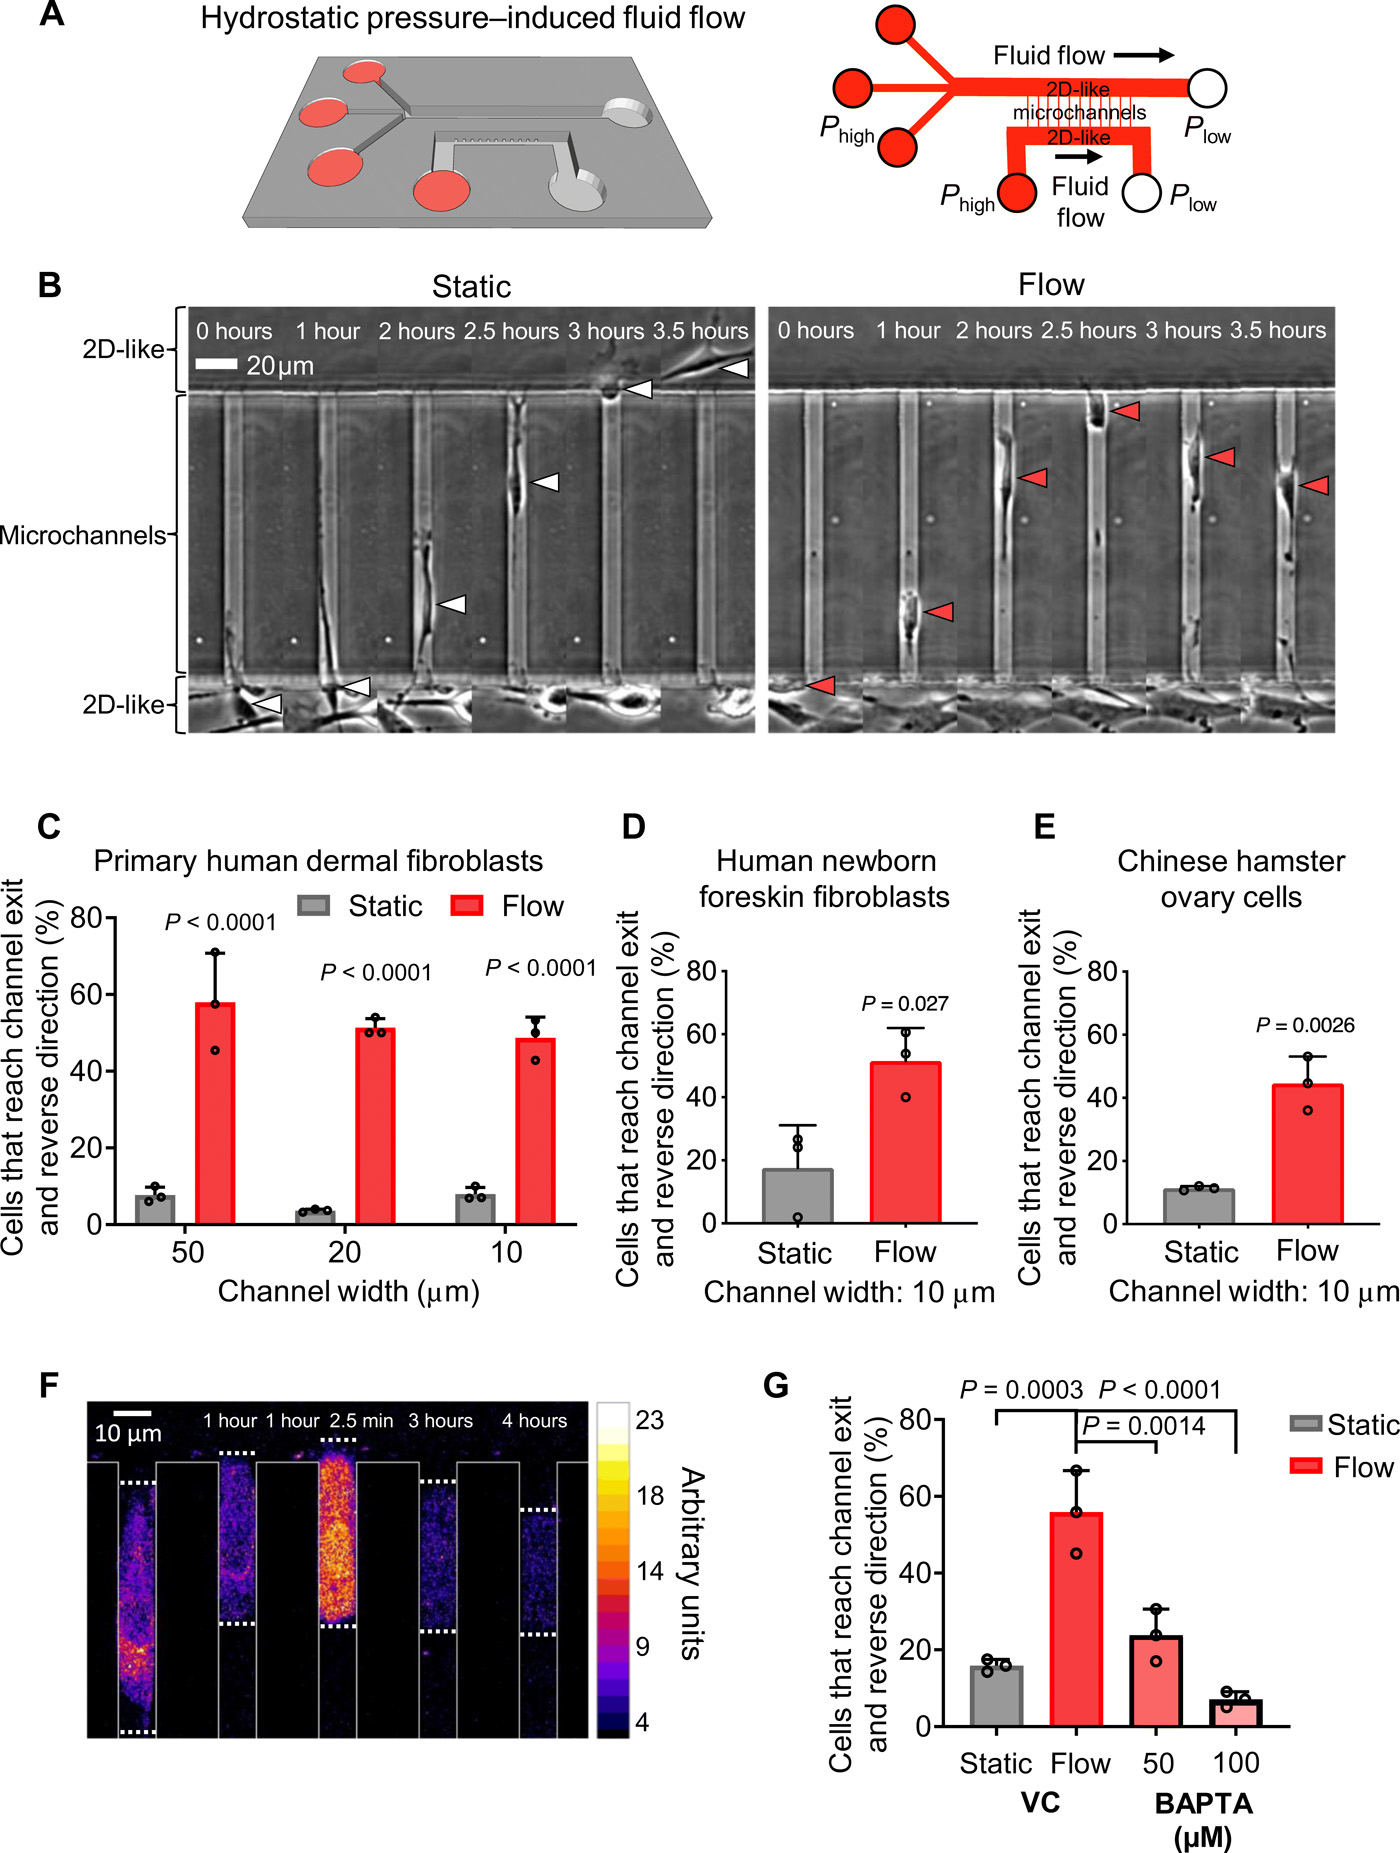 A
Hydrostatic pressure–induced fluid flow
Fluid flow
2D-like
microchannels
2D-like
Phigh
Plow
Phigh
Fluid
flow
Plow
B
Static
Flow
2D-like
Microchannels
2D-like
0 hours 1 hour 2 hours 2.5 hours 3 hours 3.5 hours
20 µm
0 hours 1 hour 2 hours 2.5 hours 3 hours 3.5 hours
C
Primary human dermal fibroblasts
Static Flow
Cells that reach channel exit
and reverse direction (%)
80
60
40
20
0
P < 0.0001
P < 0.0001
P < 0.0001
50 20 10
Channel width (µm)
D
Human newborn
foreskin fibroblasts
Cells that reach channel exit
and reverse direction (%)
80
60
40
20
0
P = 0.027
Static Flow
Channel width: 10 µm
E
Chinese hamster
ovary cells
Cells that reach channel exit
and reverse direction (%)
80
60
40
20
0
P = 0.0026
Static Flow
Channel width: 10 µm
F
10 µm
1 hour 1 hour 2.5 min 3 hours 4 hours
23
18
14
9
4
Arbitrary units
G
Cells that reach channel exit
and reverse direction (%)
80
60
40
20
0
P = 0.0003 P < 0.0001
P = 0.0014
Static
Flow
Static Flow 50 100
VC BAPTA
(µM)